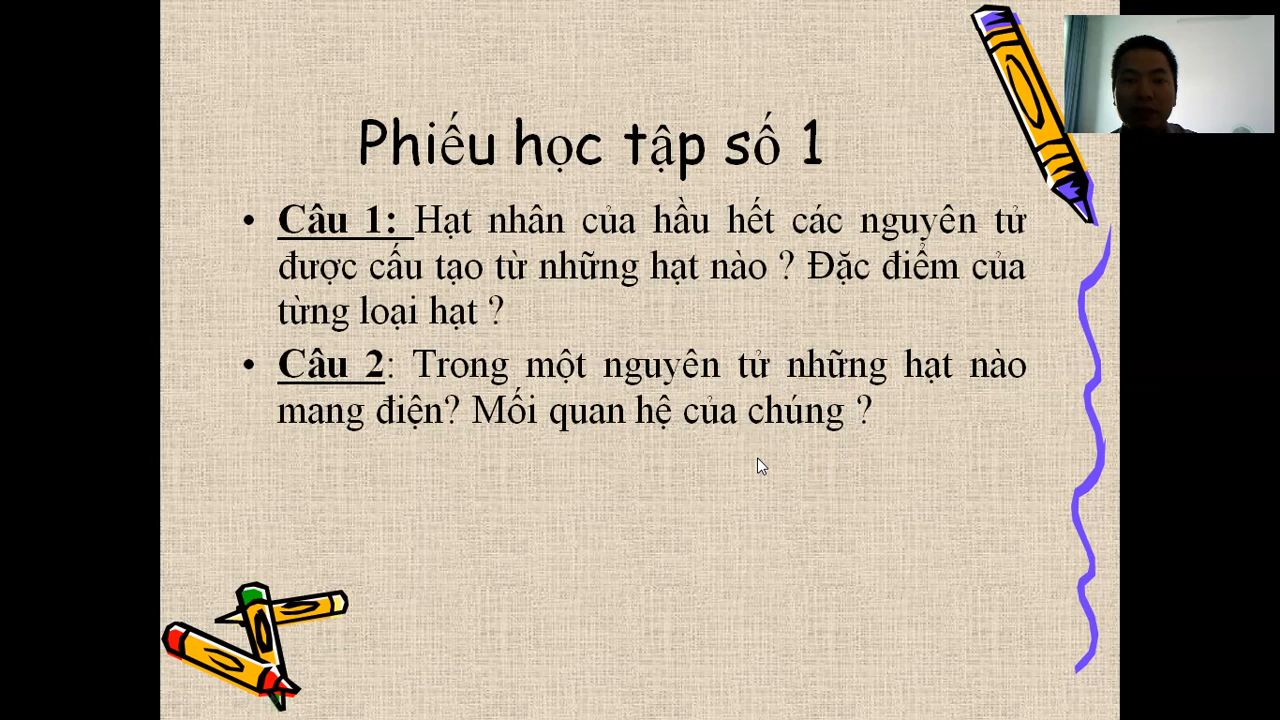 Phiếu học tập số 1
• Câu 1: Hạt nhân của hầu hết các nguyên tử
được cấu tạo từ những hạt nào ? Đặc điểm của
từng loại hạt ?
• Câu 2: Trong một nguyên tử những hạt nào
mang điện? Mối quan hệ của chúng ?